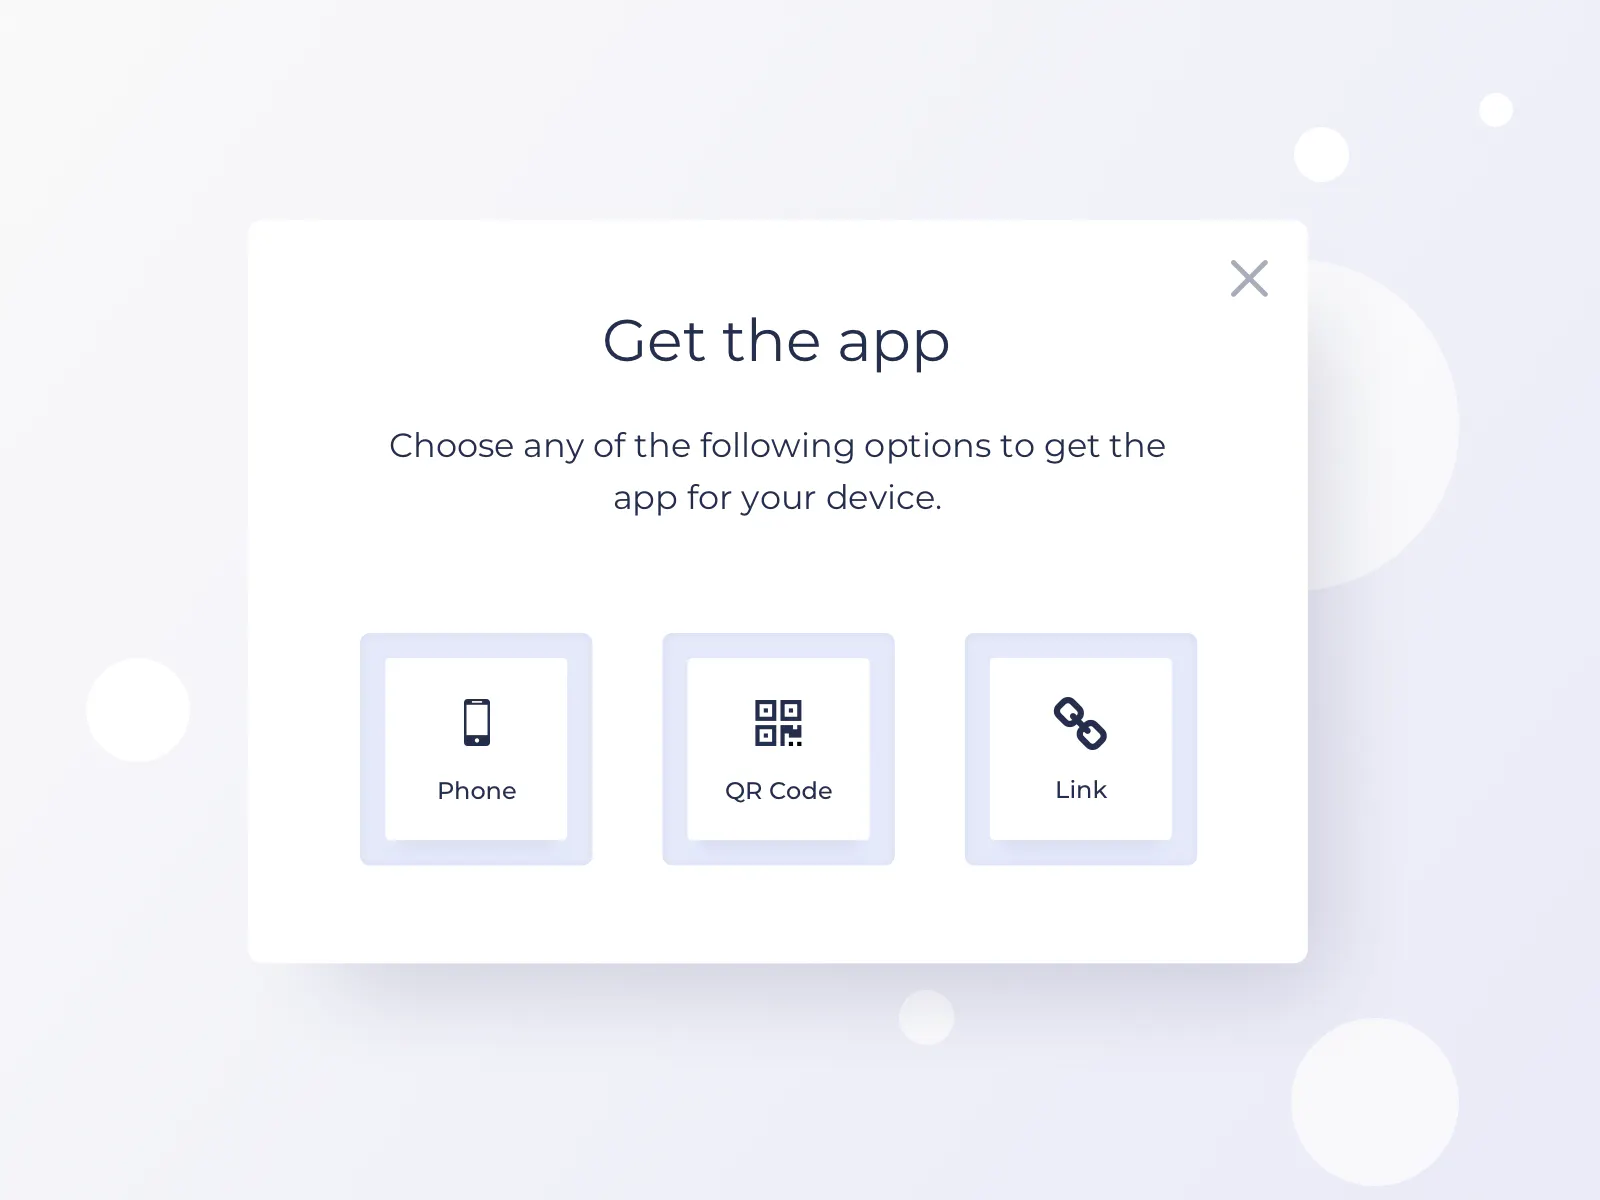 Get the app
Choose any of the following options to get the
app for your device.
Phone
QR Code
Link